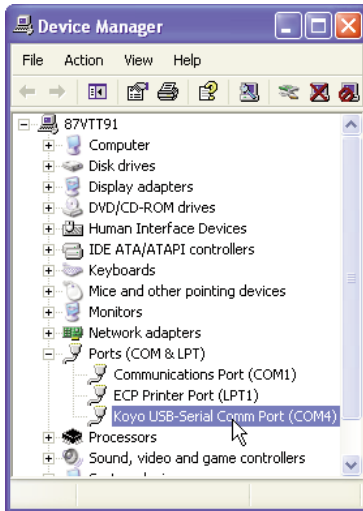 Device Manager
File Action View Help
87VTT91
Computer
Disk drives
Display adapters
DVD/CD-ROM drives
Human Interface Devices
IDE ATA/ATAPI controllers
Keyboards
Mice and other pointing devices
Monitors
Network adapters
Ports (COM & LPT)
Communications Port (COM1)
ECP Printer Port (LPT1)
Koyo USB-Serial Comm Port (COM4)
Processors
Sound, video and game controllers